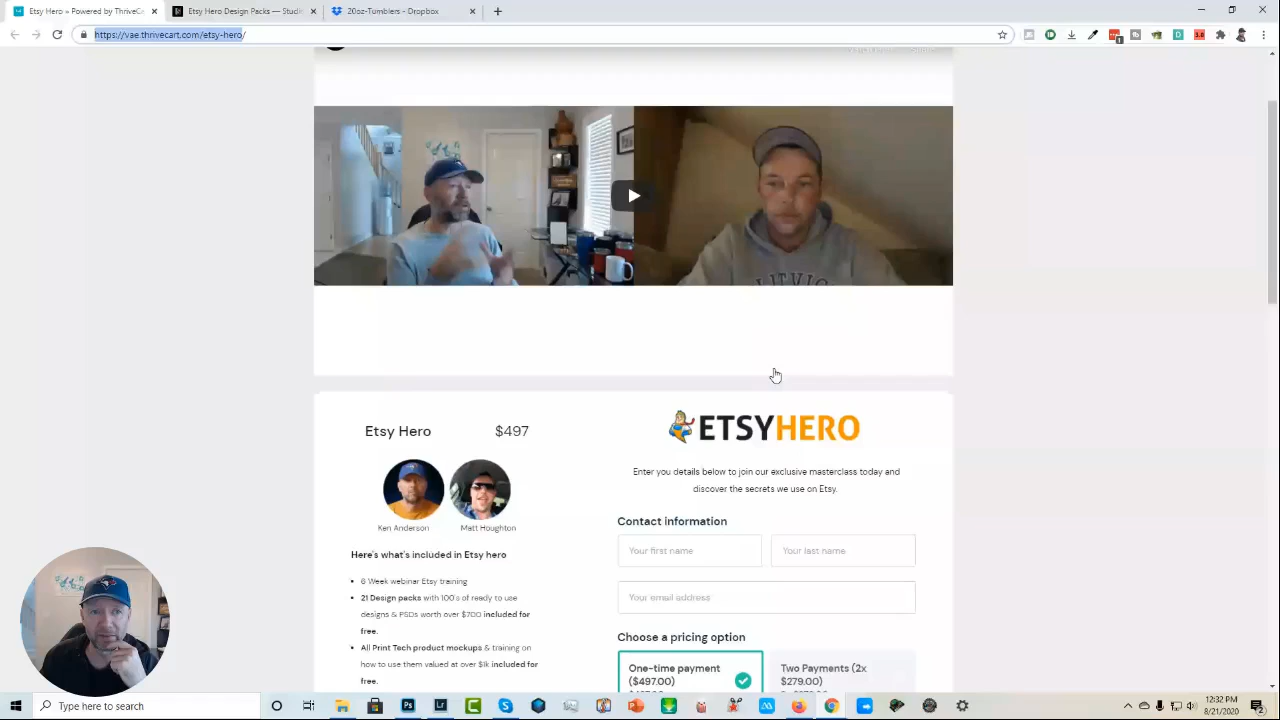 Etsy Hero » Powered by ThriveCa
Etsy Hero Design Packs — Studio
20oz-Tumblers - Dropbox
https://vae.thrivecart.com/etsy-hero/
Etsy Hero
$497
Ken Anderson
Matt Houghton
Here's what's included in Etsy hero
6 Week webinar Etsy training
21 Design packs with 100's of ready to use
designs & PSDs worth over $700 included for
free.
All Print Tech product mockups & training on
how to use them valued at over $1k included for
free.
ETSYHERO
Enter you details below to join our exclusive masterclass today and
discover the secrets we use on Etsy.
Contact information
Your first name
Your last name
Your email address
Choose a pricing option
One-time payment
($497.00)
Two Payments (2x
$279.00)
Type here to search
12:32 PM
8/21/2020